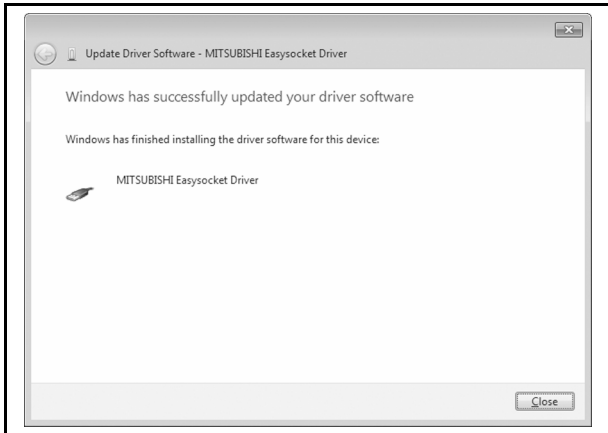 Update Driver Software - MITSUBISHI Easysocket Driver
Windows has successfully updated your driver software
Windows has finished installing the driver software for this device:
MITSUBISHI Easysocket Driver
Close